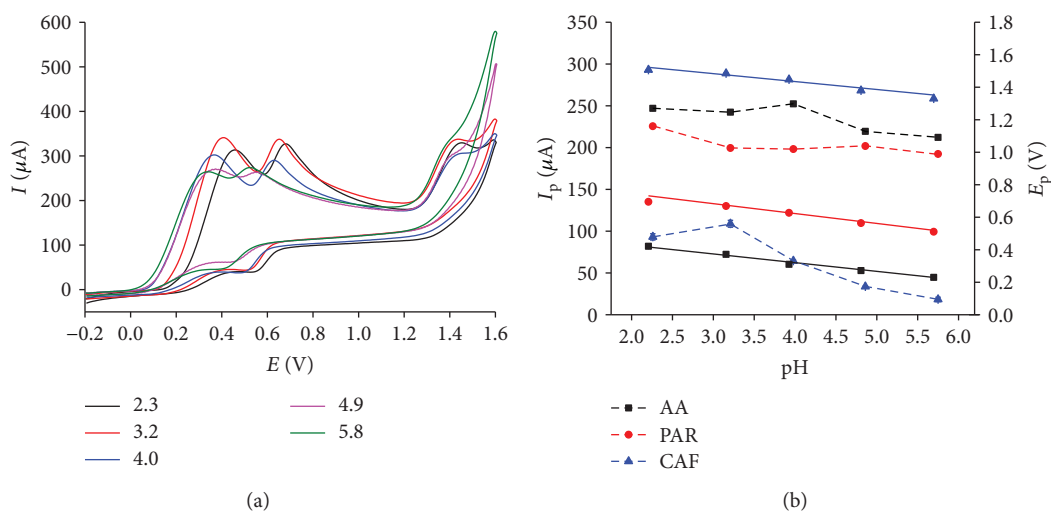 600
500
400
300
200
100
0
I (µA)
−0.2 0.0 0.2 0.4 0.6 0.8 1.0 1.2 1.4 1.6
E (V)
2.3
3.2
4.0
4.9
5.8
(a)
350
300
250
200
150
100
50
0
Ip (µA)
1.8
1.6
1.4
1.2
1.0
0.8
0.6
0.4
0.2
0.0
Ep (V)
2.0 2.5 3.0 3.5 4.0 4.5 5.0 5.5 6.0
pH
AA
PAR
CAF
(b)